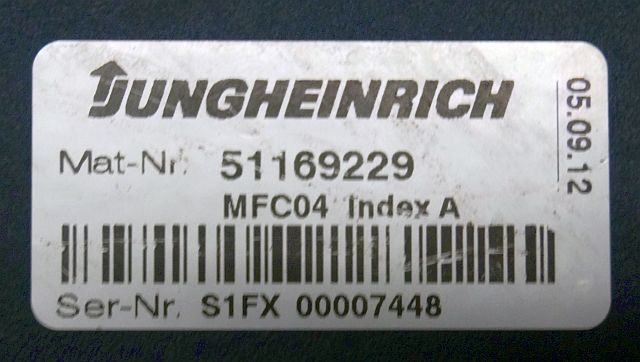 JUNGHEINRICH
05.09.12
Mat-Nr. 51169229
MFC04 Index A
Ser-Nr. S1FX 00007448